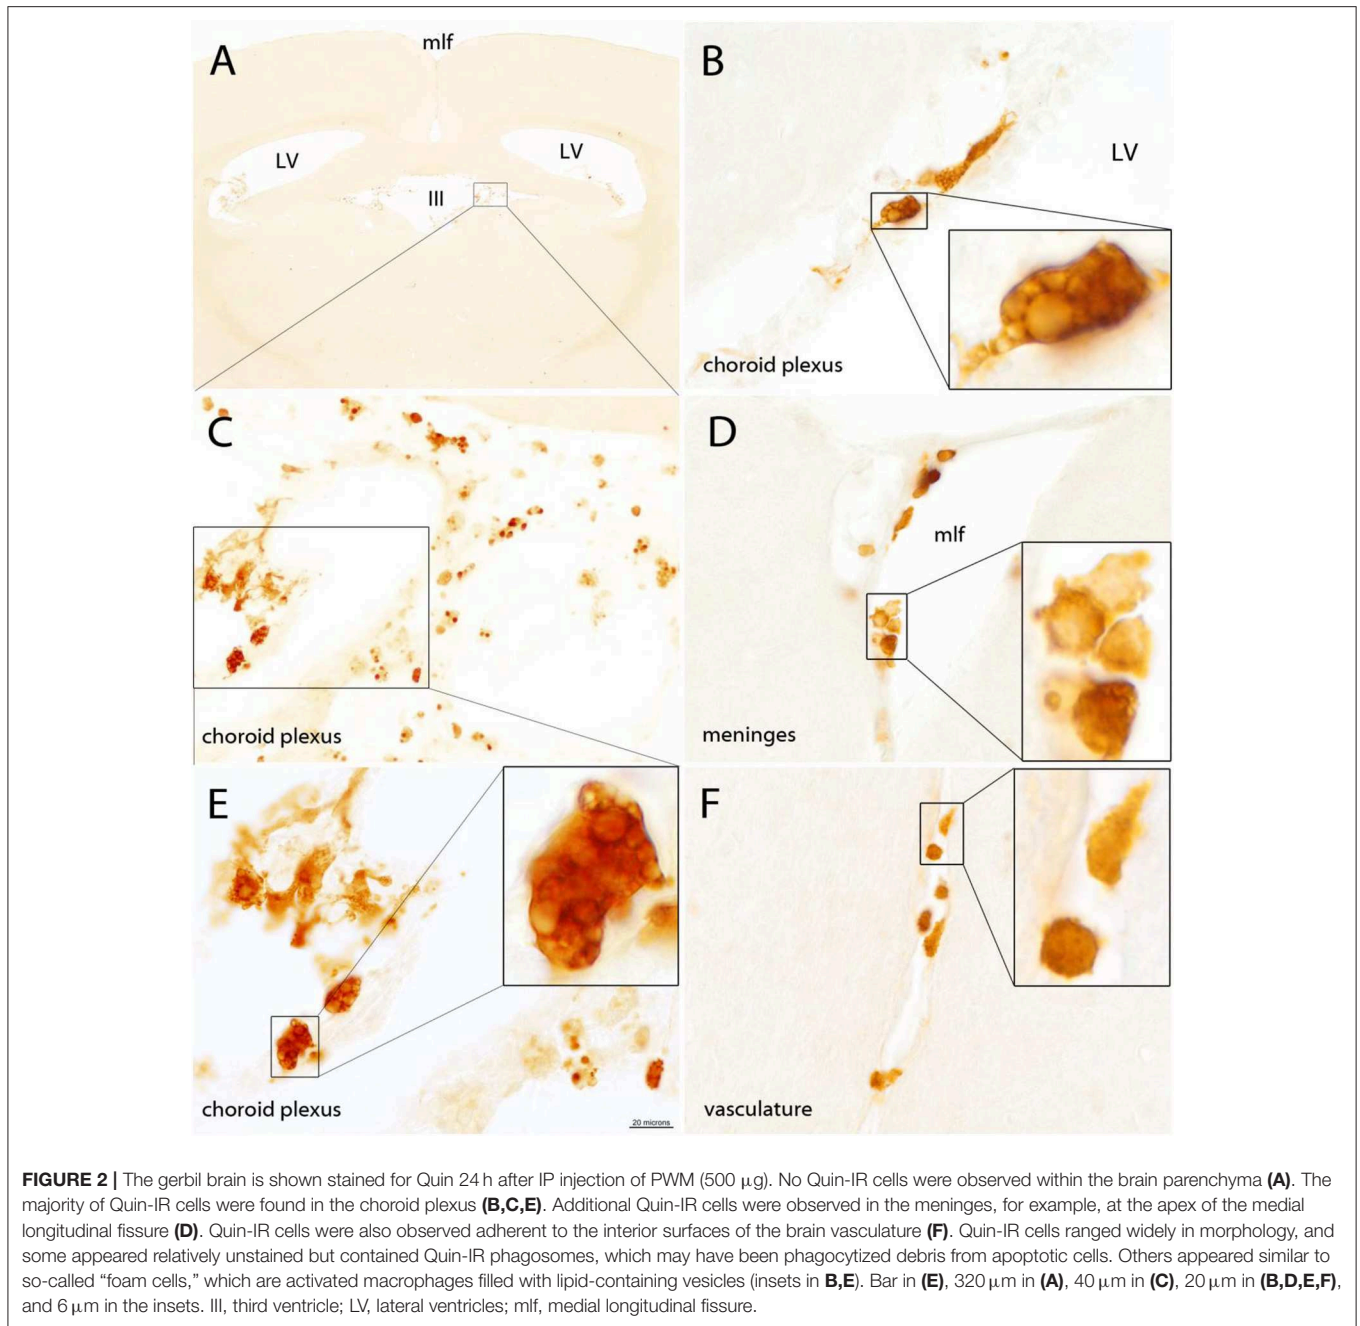 A
mlf
LV
LV
III
B
LV
choroid plexus
C
choroid plexus
D
mlf
meninges
E
choroid plexus
20 microns
F
vasculature
FIGURE 2 | The gerbil brain is shown stained for Quin 24 h after IP injection of PWM (500 μg). No Quin-IR cells were observed within the brain parenchyma (A). The
majority of Quin-IR cells were found in the choroid plexus (B,C,E). Additional Quin-IR cells were observed in the meninges, for example, at the apex of the medial
longitudinal fissure (D). Quin-IR cells were also observed adherent to the interior surfaces of the brain vasculature (F). Quin-IR cells ranged widely in morphology, and
some appeared relatively unstained but contained Quin-IR phagosomes, which may have been phagocytized debris from apoptotic cells. Others appeared similar to
so-called “foam cells,” which are activated macrophages filled with lipid-containing vesicles (insets in B,E). Bar in (E), 320 μm in (A), 40 μm in (C), 20 μm in (B,D,E,F),
and 6 μm in the insets. III, third ventricle; LV, lateral ventricles; mlf, medial longitudinal fissure.